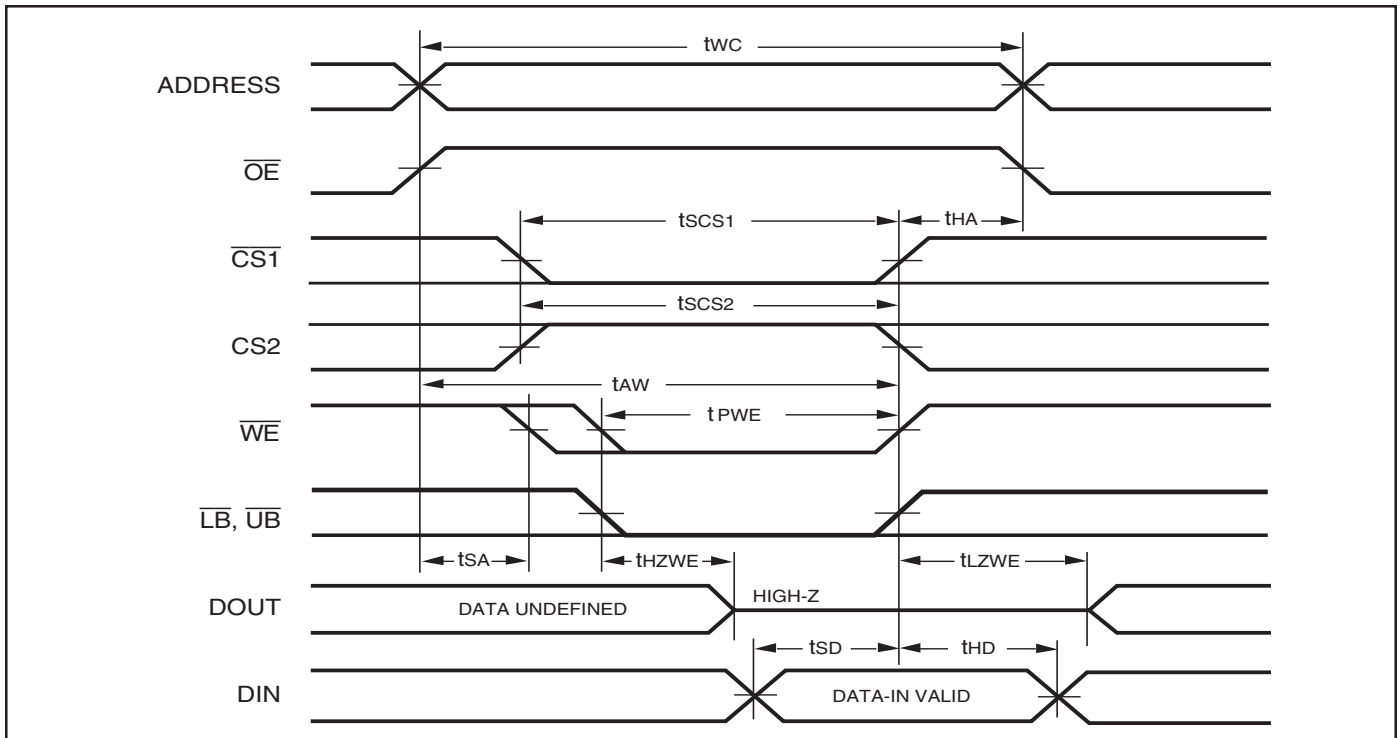 tWC
ADDRESS
OE
tSCS1
tHA
CS1
tSCS2
CS2
tAW
WE
tPWE
LB, UB
tSA
tHZWE
tLZWE
DOUT
DATA UNDEFINED
HIGH-Z
tSD
tHD
DIN
DATA-IN VALID